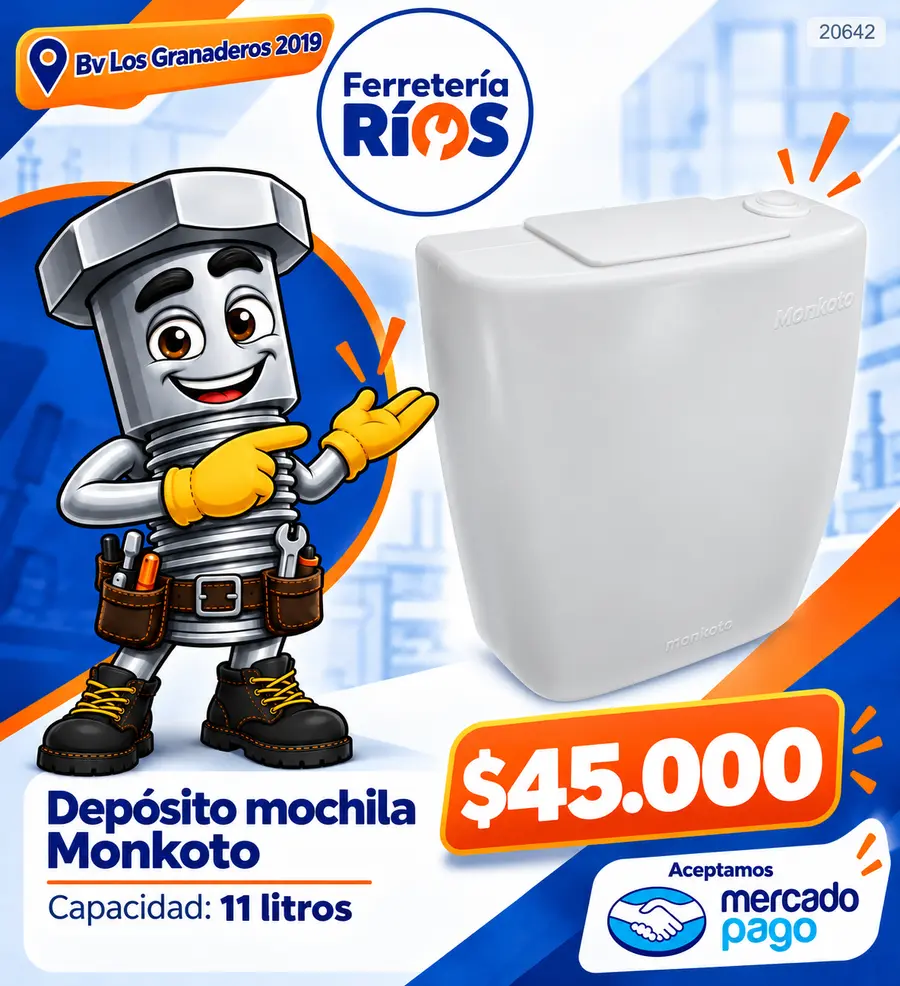 Bv Los Granaderos 2019
Ferretería
RÍOS
20642
Monkoto
monkoto
$45.000
Depósito mochila
Monkoto
Capacidad: 11 litros
Aceptamos
mercado
pago